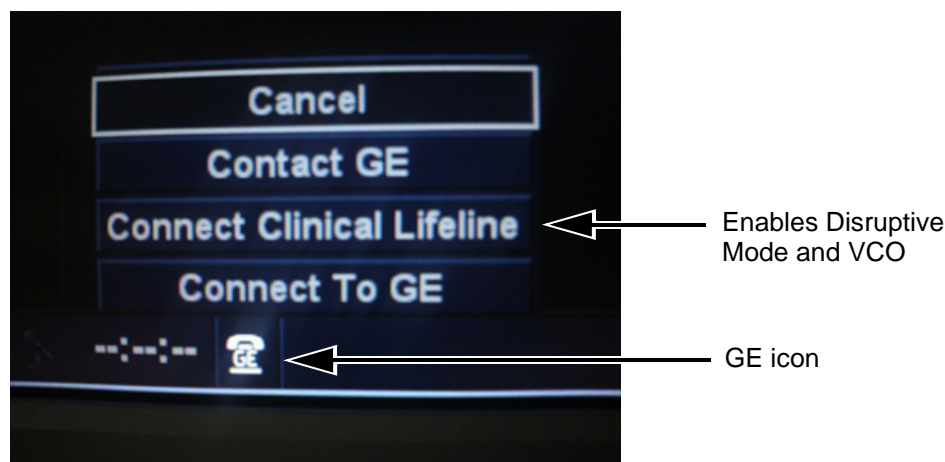 Cancel
Contact GE
Connect Clinical Lifeline
Enables Disruptive
Mode and VCO
Connect To GE
--:--:--
GE
GE icon